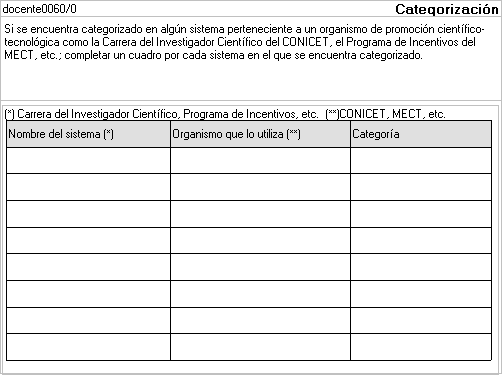 docente0060/0 Categorización
Si se encuentra categorizado en algún sistema perteneciente a un organismo de promoción científico-
tecnológica como la Carrera del Investigador Científico del CONICET, el Programa de Incentivos del
MECT, etc.; completar un cuadro por cada sistema en el que se encuentra categorizado.
(*) Carrera del Investigador Científico, Programa de Incentivos, etc. (**)CONICET, MECT, etc.
Nombre del sistema (*) Organismo que lo utiliza (**) Categoría